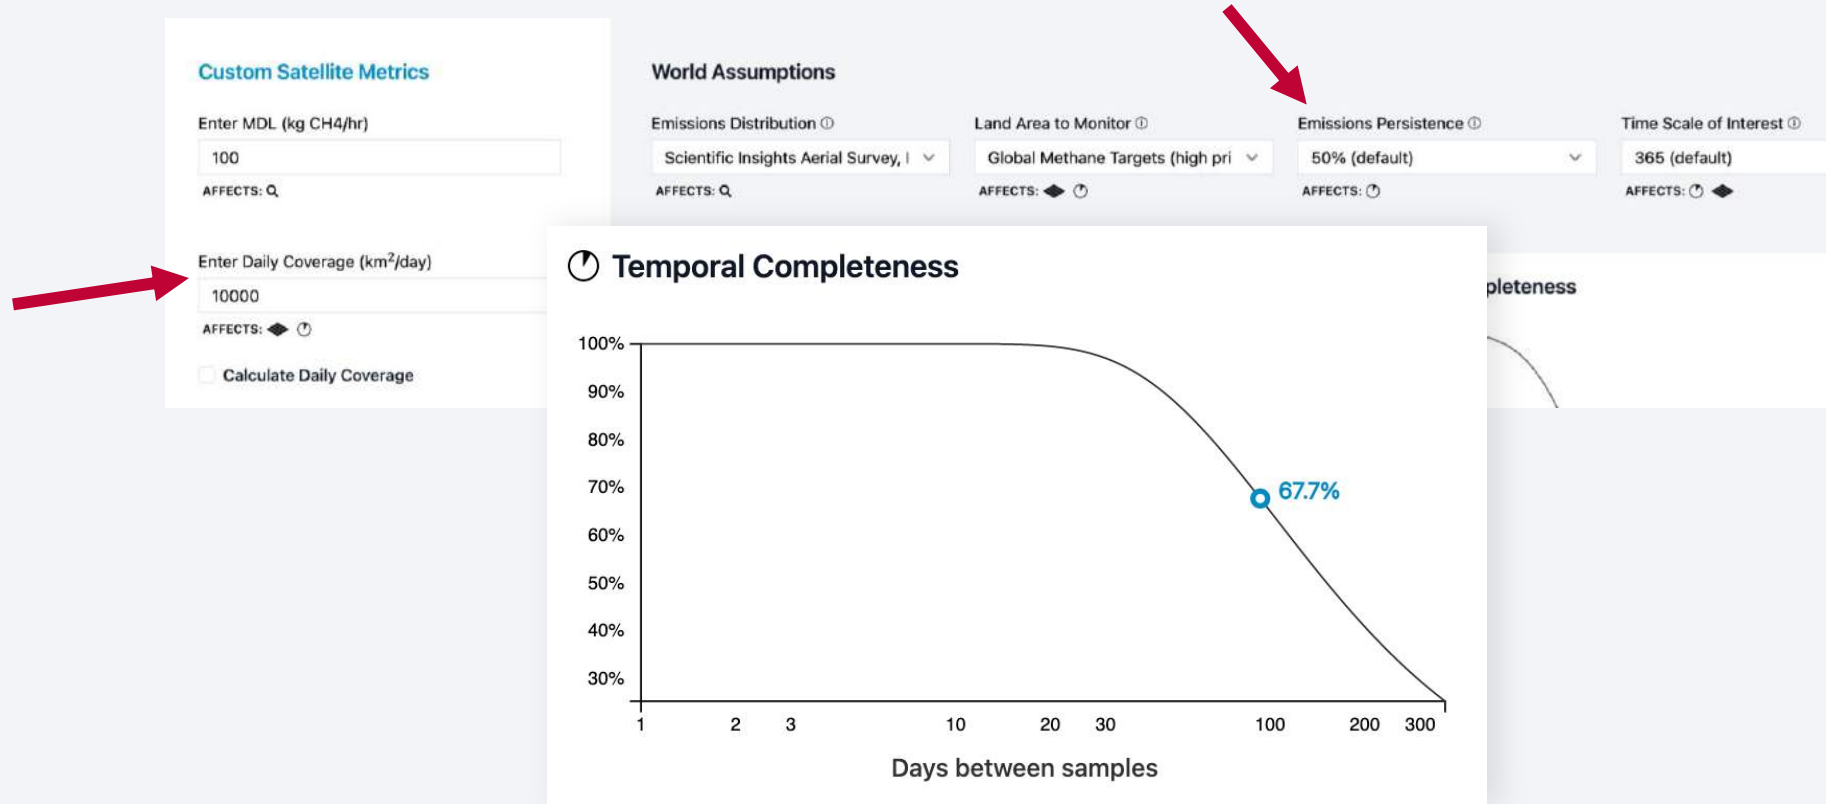 Custom Satellite Metrics
Enter MDL (kg CH4/hr)
100
AFFECTS:
Enter Daily Coverage (km²/day)
10000
AFFECTS:
Calculate Daily Coverage
World Assumptions
Emissions Distribution
Scientific Insights Aerial Survey,
AFFECTS:
Land Area to Monitor
Global Methane Targets (high pri
AFFECTS:
Emissions Persistence
50% (default)
AFFECTS:
Time Scale of Interest
365 (default)
AFFECTS:
pleteness
Temporal Completeness
100%
90%
80%
70%
60%
50%
40%
30%
67.7%
1 2 3 10 20 30 100 200 300
Days between samples